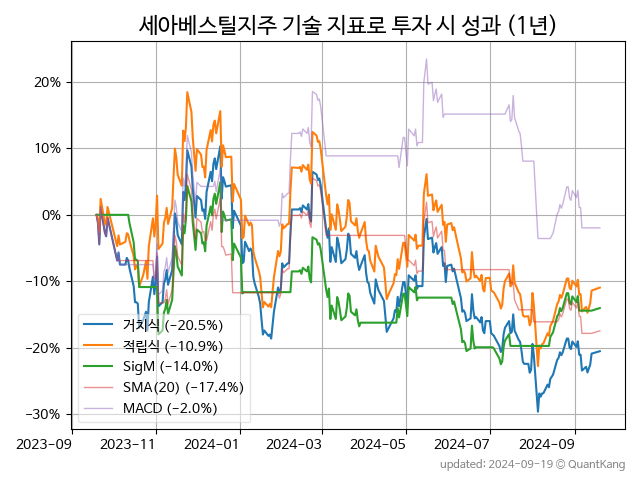 세아베스틸지주 기술 지표로 투자 시 성과 (1년)
20%
10%
0%
−10%
−20%
−30%
거치식 (−20.5%)
적립식 (−10.9%)
SigM (−14.0%)
SMA(20) (−17.4%)
MACD (−2.0%)
2023-09 2023-11 2024-01 2024-03 2024-05 2024-07 2024-09
updated: 2024-09-19 © QuantKang